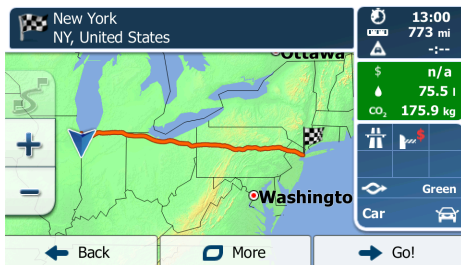 New York
NY, United States
13:00
773 mi
-:--
$ n/a
75.5 l
CO₂ 175.9 kg
Ottawa
$
Washingto
Green
Car
Back
More
Go!